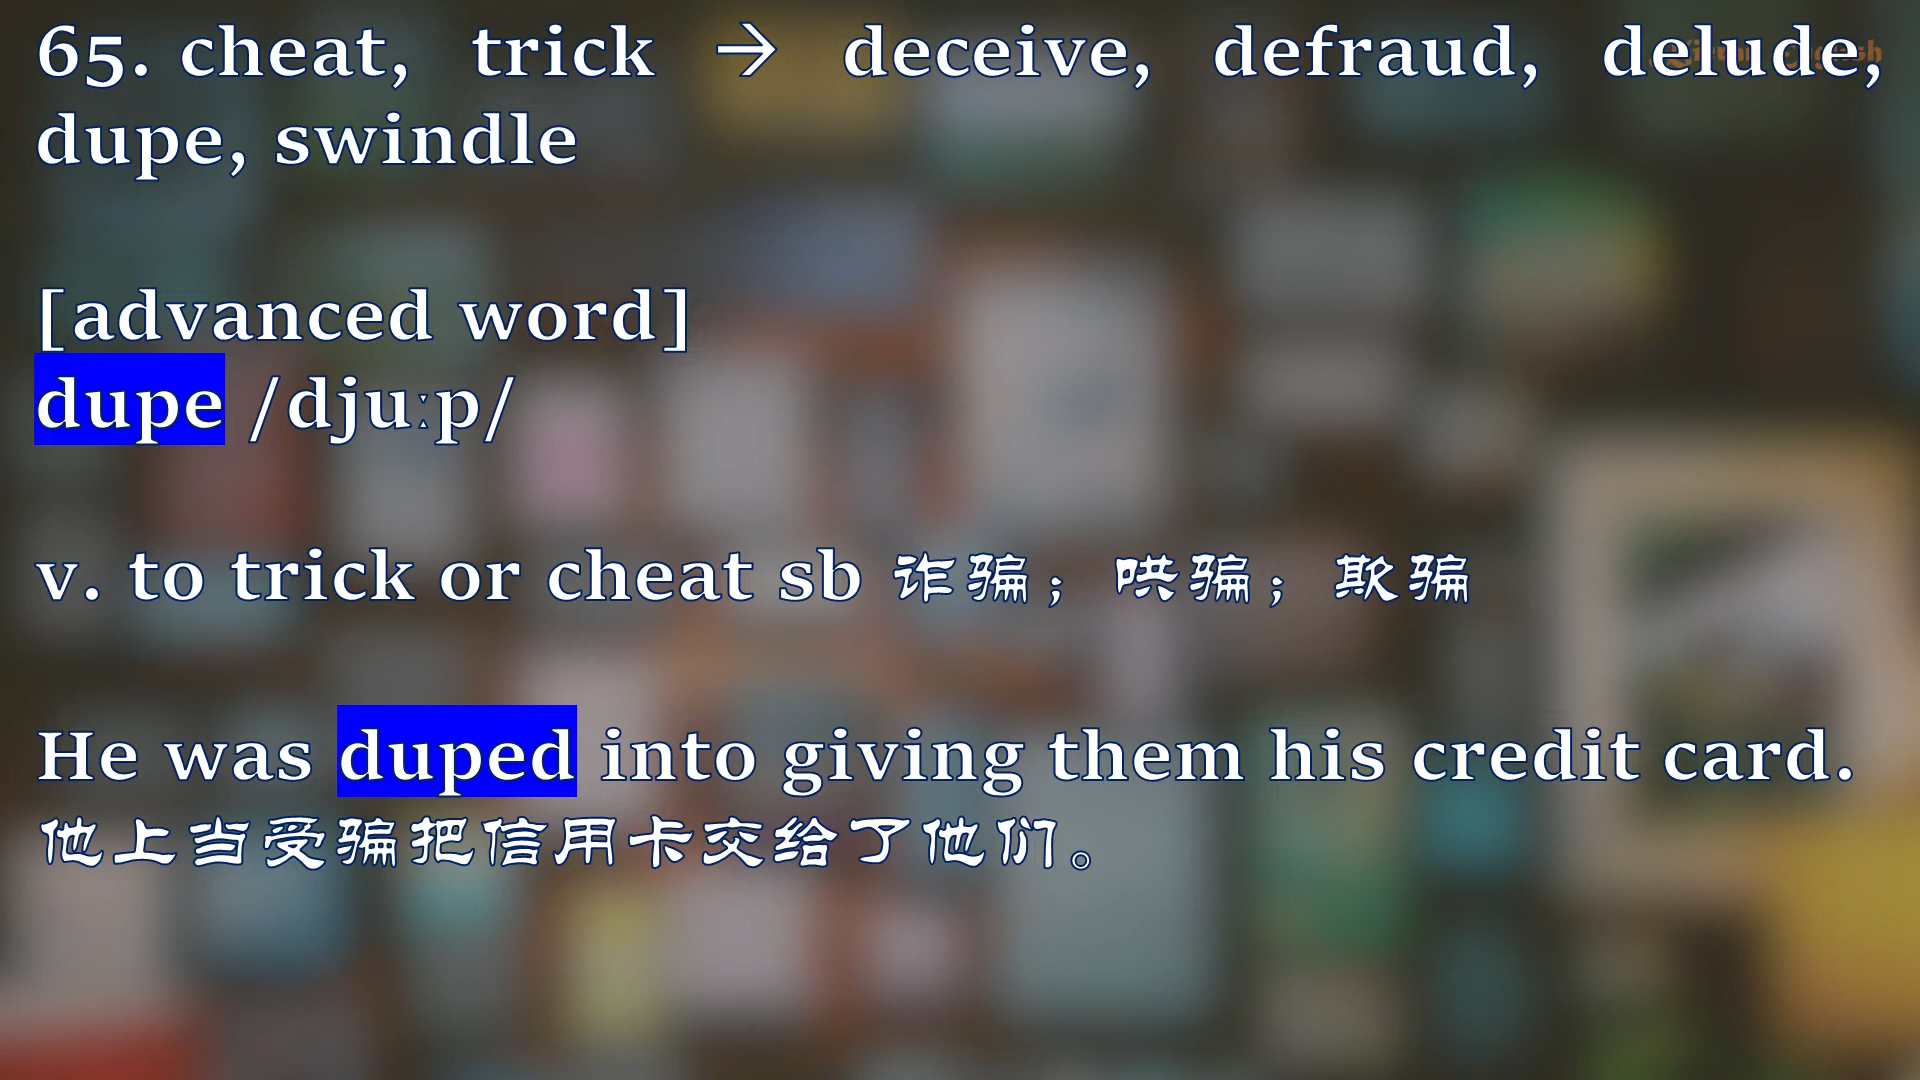 65. cheat, trick → deceive, defraud, delude,
dupe, swindle
[advanced word]
dupe /djuːp/
v. to trick or cheat sb 诈骗；哄骗；欺骗
He was duped into giving them his credit card.
他上当受骗把信用卡交给了他们。